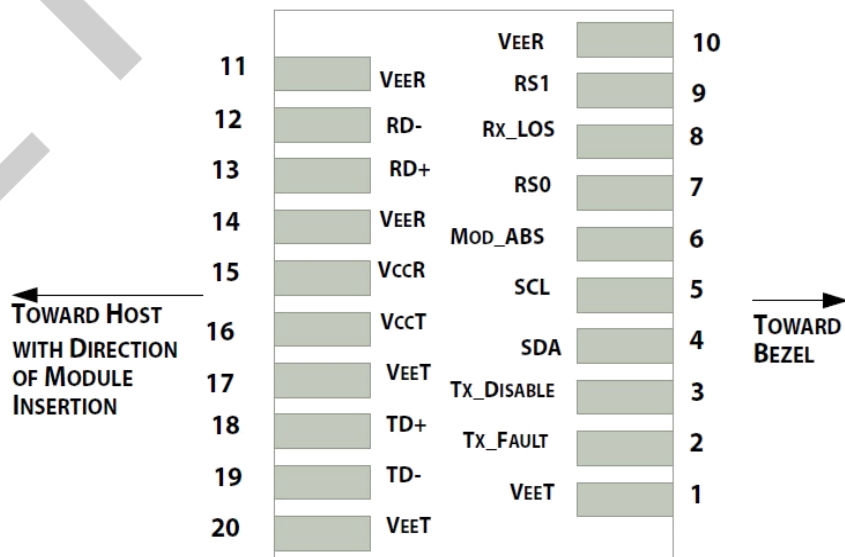 11 VEER
12 RD-
13 RD+
14 VEER
15 VCCR
16 VCCT
17 VEET
18 TD+
19 TD-
20 VEET
VEER 10
RS1 9
RX_LOS 8
RS0 7
MOD_ABS 6
SCL 5
SDA 4
TX_DISABLE 3
TX_FAULT 2
VEET 1
TOWARD HOST
WITH DIRECTION
OF MODULE
INSERTION
TOWARD
BEZEL